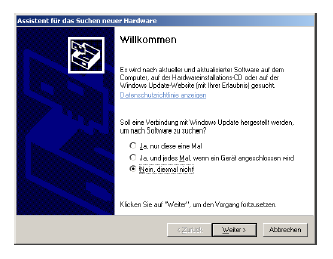 Assistent für das Suchen neuer Hardware
Willkommen
Es wird nach aktueller und aktualisierter Software auf dem
Computer, auf der Hardwareinstallations-CD oder auf der
Windows Update-Website (mit Ihrer Erlaubnis) gesucht.
Datenschutzrichtlinie anzeigen
Soll eine Verbindung mit Windows Update hergestellt werden,
um nach Software zu suchen?
Ja, nur diese eine Mal
Ja, und jedes Mal, wenn ein Gerät angeschlossen wird
Nein, diesmal nicht
Klicken Sie auf "Weiter", um den Vorgang fortzusetzen.
< Zurück
Weiter >
Abbrechen